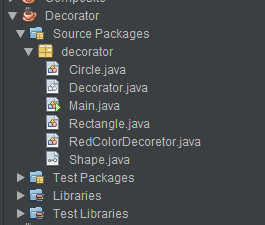 Decorator
Source Packages
decorator
Circle.java
Decorator.java
Main.java
Rectangle.java
RedColorDecoretor.java
Shape.java
Test Packages
Libraries
Test Libraries